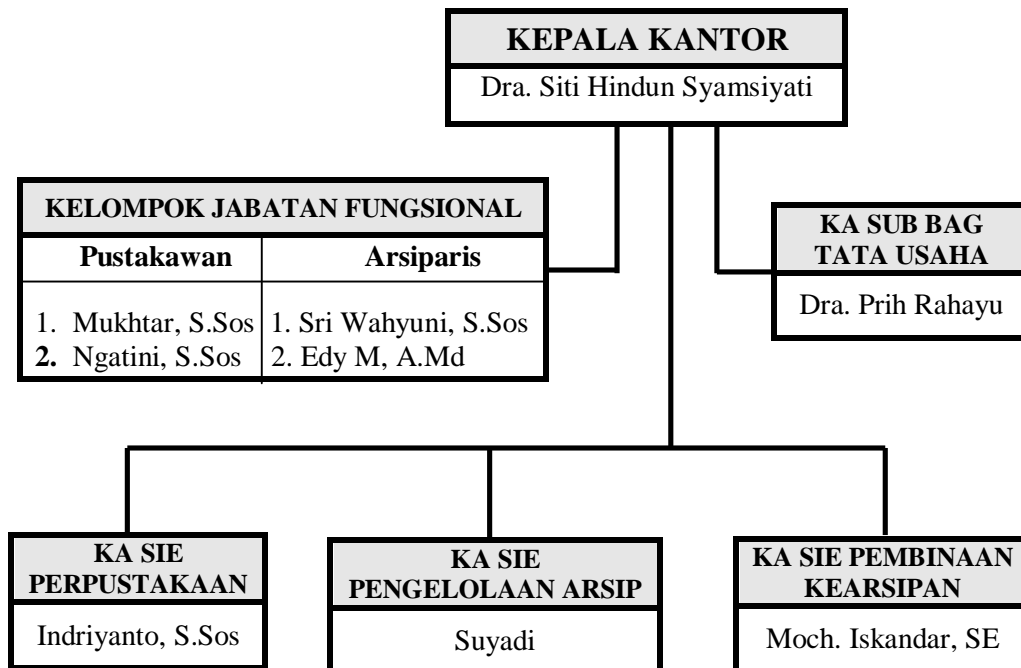 KEPALA KANTOR
Dra. Siti Hindun Syamsiyati
KELOMPOK JABATAN FUNGSIONAL
Pustakawan
1. Mukhtar, S.Sos
2. Ngatini, S.Sos
Arsiparis
1. Sri Wahyuni, S.Sos
2. Edy M, A.Md
KA SUB BAG
TATA USAHA
Dra. Prih Rahayu
KA SIE
PERPUSTAKAAN
Indriyanto, S.Sos
KA SIE
PENGELOLAAN ARSIP
Suyadi
KA SIE PEMBINAAN
KEARSIPAN
Moch. Iskandar, SE